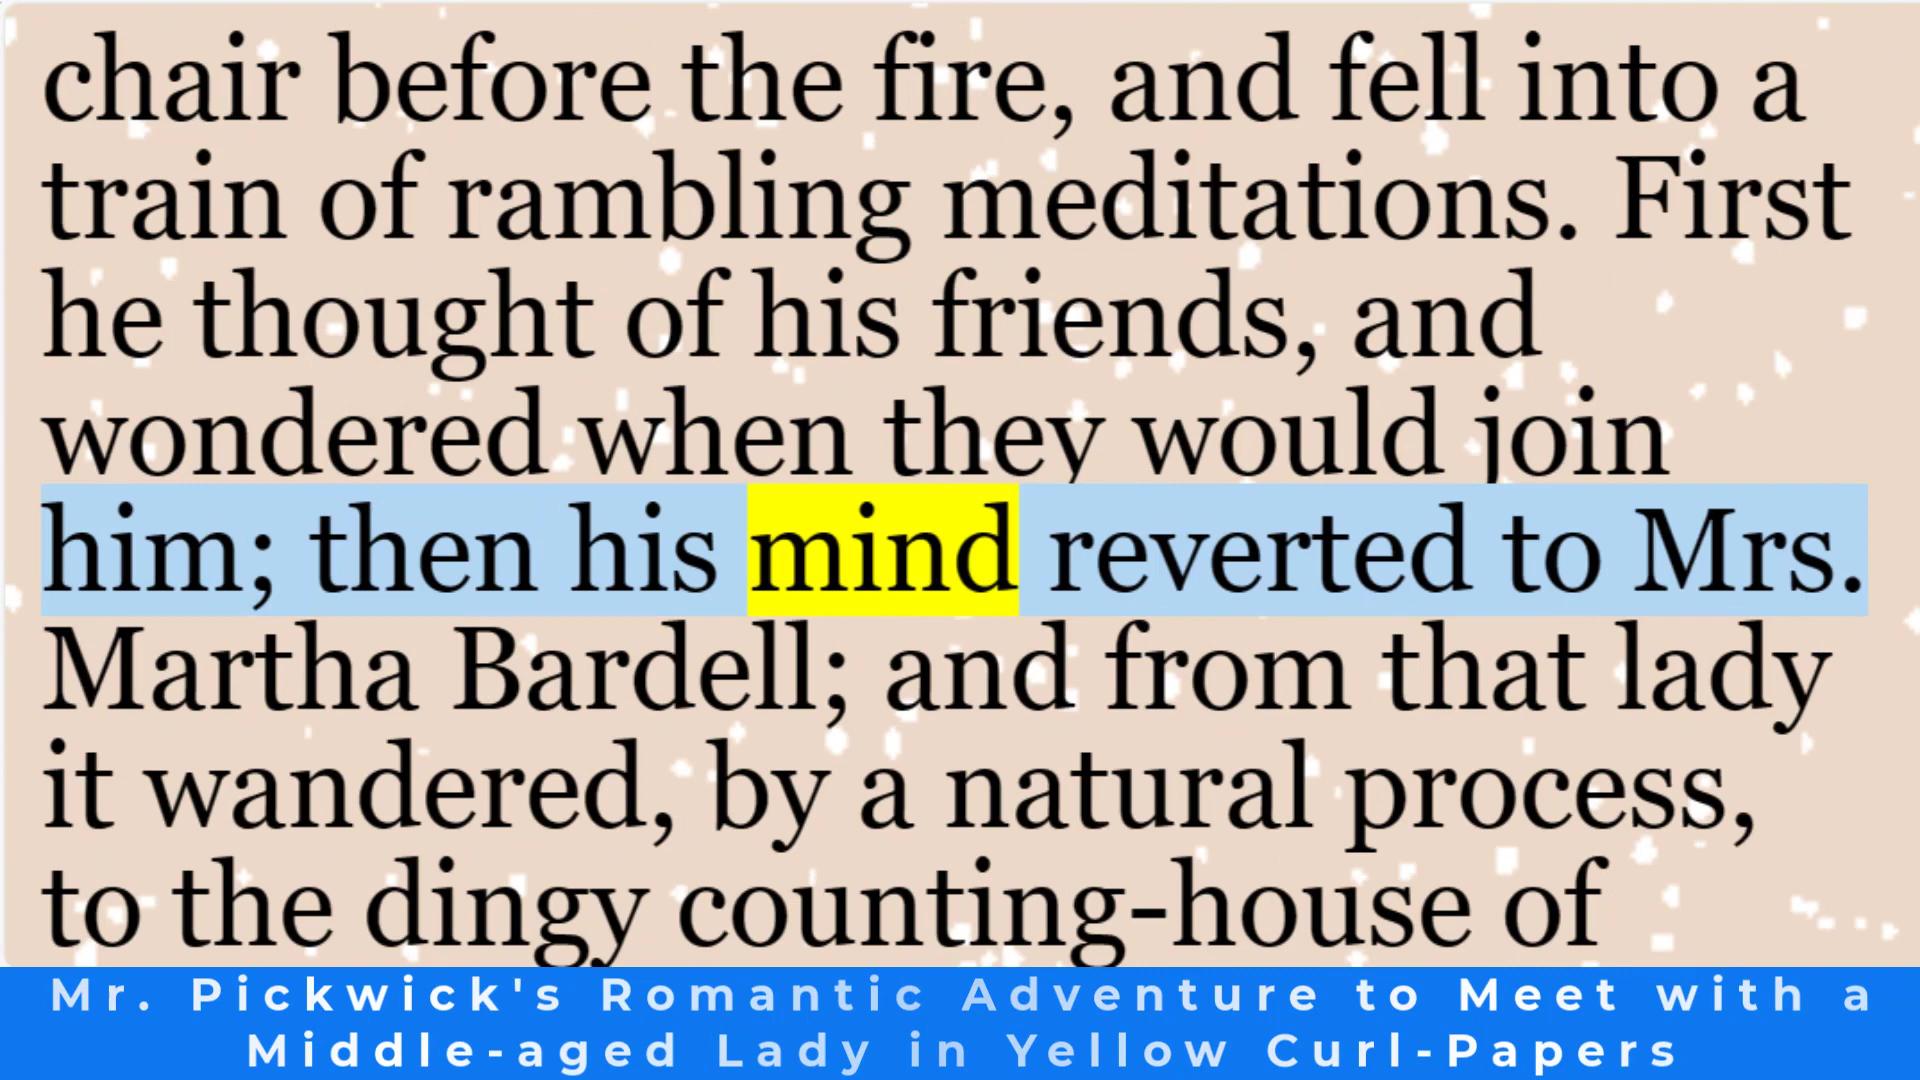 chair before the fire, and fell into a
train of rambling meditations. First
he thought of his friends, and
wondered when they would join
him; then his mind reverted to Mrs.
Martha Bardell; and from that lady
it wandered, by a natural process,
to the dingy counting-house of
Mr. Pickwick's Romantic Adventure to Meet with a
Middle-aged Lady in Yellow Curl-Papers